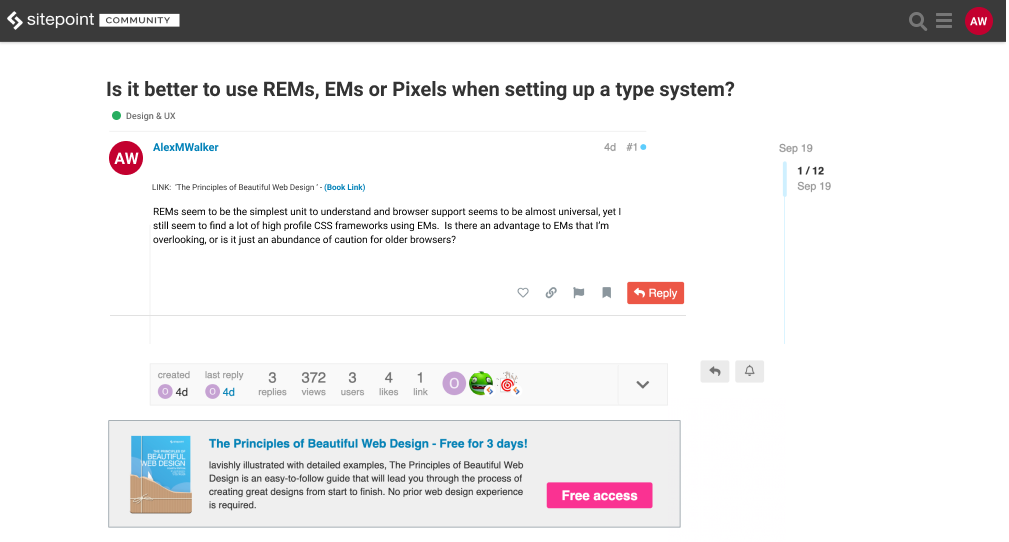 sitepoint COMMUNITY
AW
Is it better to use REMs, EMs or Pixels when setting up a type system?
Design & UX
AW
AlexMWalker
4d #1
Sep 19
1 / 12
Sep 19
LINK: 'The Principles of Beautiful Web Design ' - (Book Link)
REMs seem to be the simplest unit to understand and browser support seems to be almost universal, yet I
still seem to find a lot of high profile CSS frameworks using EMs. Is there an advantage to EMs that I'm
overlooking, or is it just an abundance of caution for older browsers?
Reply
created last reply 3 372 3 4 1
O 4d O 4d replies views users likes link
O
The Principles of Beautiful Web Design - Free for 3 days!
THE PRINCIPLES OF
BEAUTIFUL
WEB DESIGN
lavishly illustrated with detailed examples, The Principles of Beautiful Web
Design is an easy-to-follow guide that will lead you through the process of
creating great designs from start to finish. No prior web design experience
is required.
Free access